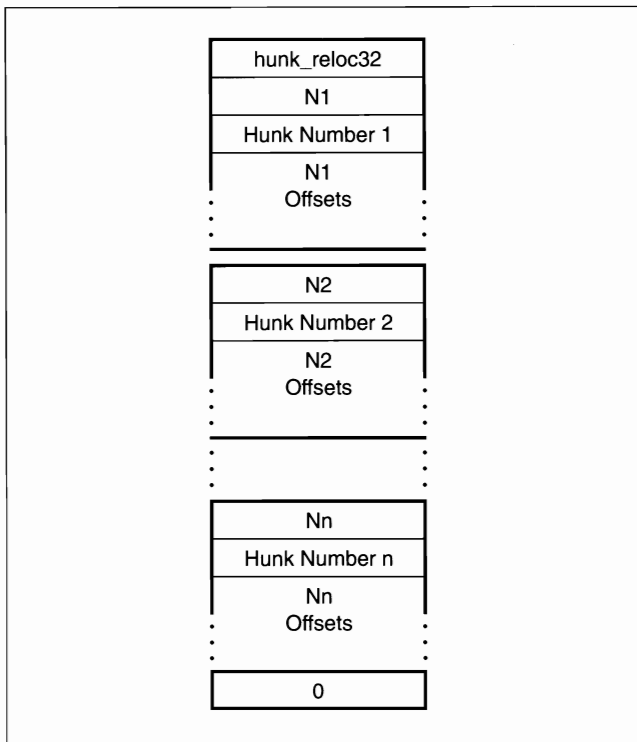 hunk_reloc32
N1
Hunk Number 1
N1
Offsets
N2
Hunk Number 2
N2
Offsets
Nn
Hunk Number n
Nn
Offsets
0